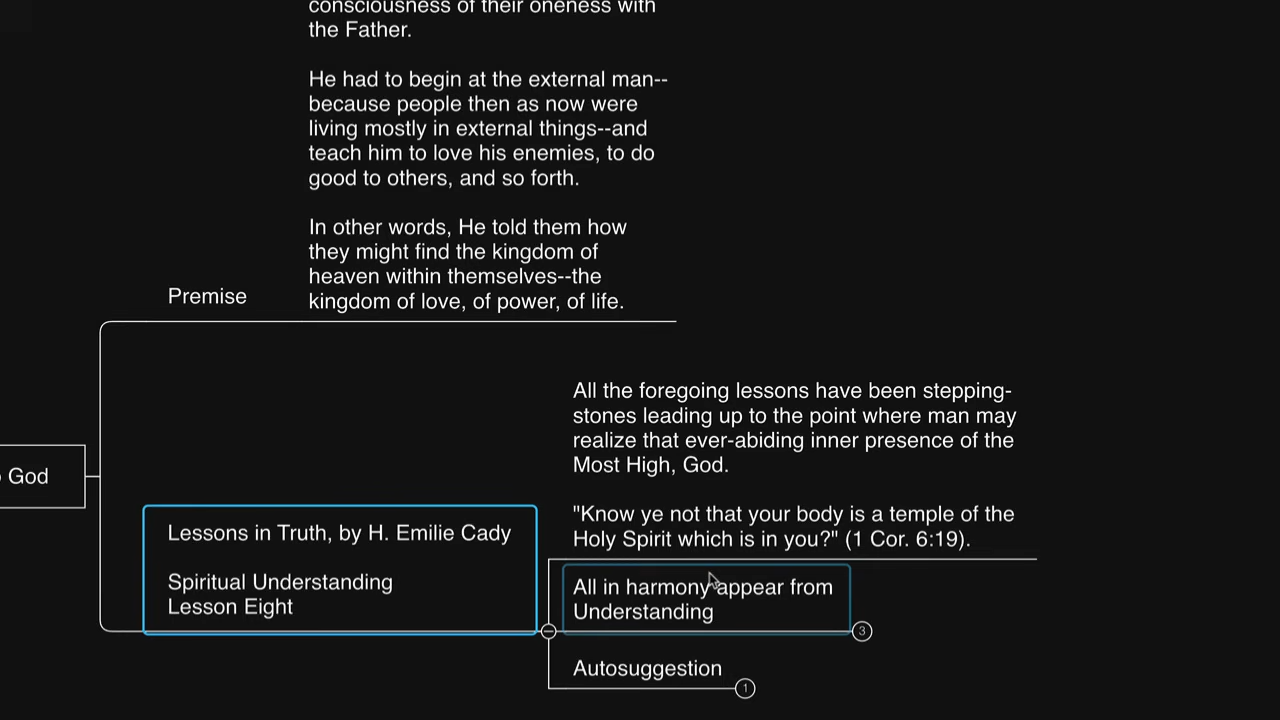 consciousness of their oneness with
the Father.
He had to begin at the external man--
because people then as now were
living mostly in external things--and
teach him to love his enemies, to do
good to others, and so forth.
In other words, He told them how
they might find the kingdom of
heaven within themselves--the
kingdom of love, of power, of life.
Premise
All the foregoing lessons have been stepping-
stones leading up to the point where man may
realize that ever-abiding inner presence of the
Most High, God.
"Know ye not that your body is a temple of the
Holy Spirit which is in you?" (1 Cor. 6:19).
God
Lessons in Truth, by H. Emilie Cady
Spiritual Understanding
Lesson Eight
All in harmony appear from
Understanding
3
Autosuggestion
1